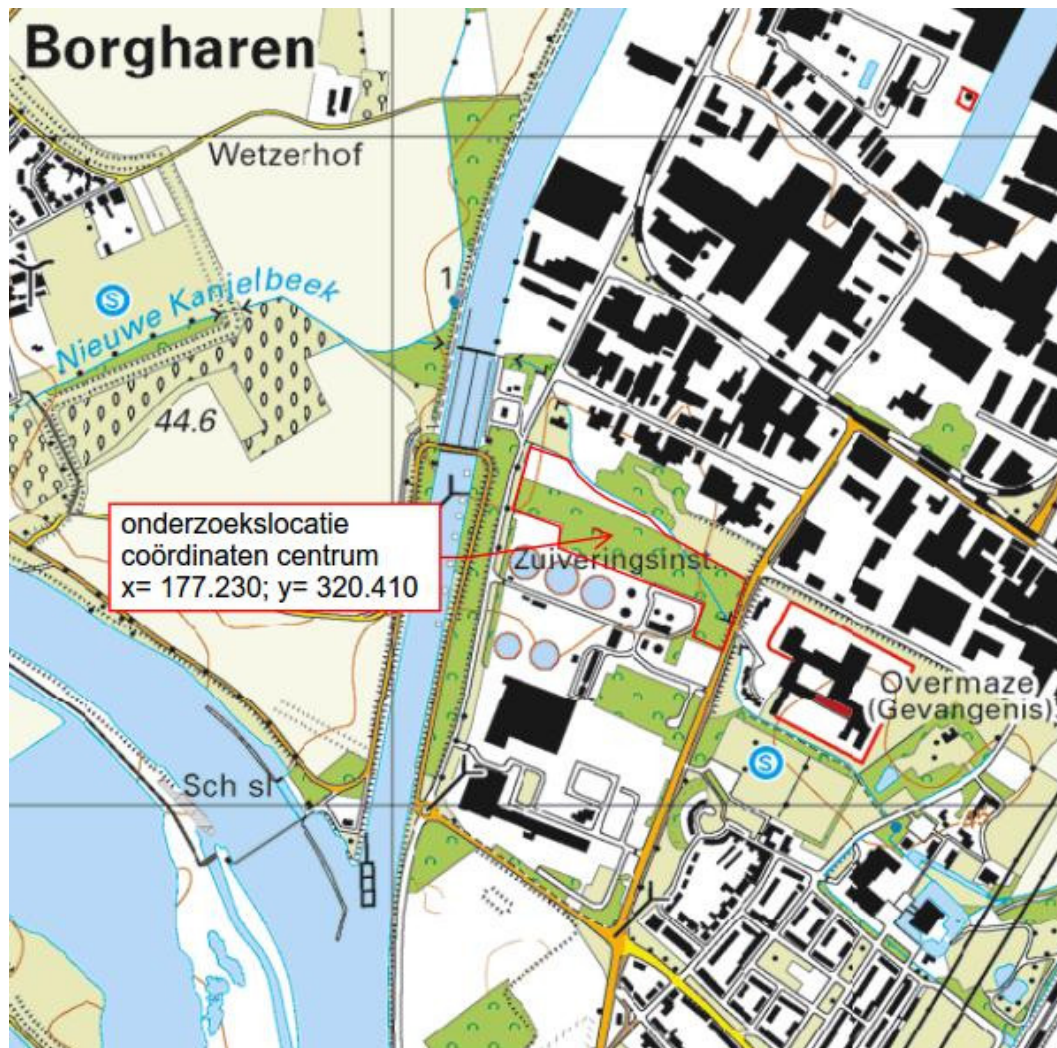 Borgharen
Wetzerhof
1
S
Nieuwe Kanjelbeek
44.6
onderzoekslocatie
coördinaten centrum
x= 177.230; y= 320.410
Zuiveringsinst.
Overmaze
(Gevangenis)
S
Sch sl
45